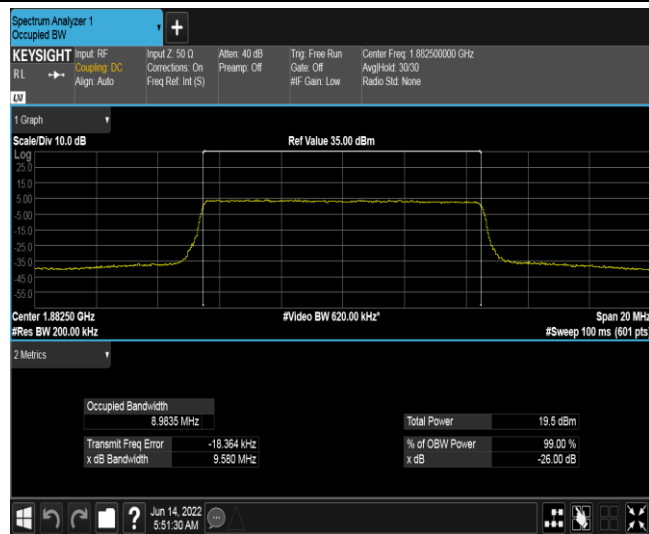 Spectrum Analyzer 1
Occupied BW
+
KEYSIGHT
RL
LXI
Input: RF
Coupling: DC
Align: Auto
Input Z: 50 Ω
Corrections: On
Freq Ref: Int (S)
Atten: 40 dB
Preamp: Off
Trig: Free Run
Gate: Off
#IF Gain: Low
Center Freq: 1.882500000 GHz
Avg|Hold: 30/30
Radio Std: None
1 Graph
Scale/Div 10.0 dB
Ref Value 35.00 dBm
Log
25.0
15.0
5.00
-5.00
-15.0
-25.0
-35.0
-45.0
-55.0
Center 1.88250 GHz
#Video BW 620.00 kHz*
Span 20 MHz
#Res BW 200.00 kHz
#Sweep 100 ms (601 pts)
2 Metrics
Occupied Bandwidth
8.9835 MHz
Total Power 19.5 dBm
Transmit Freq Error -18.364 kHz
% of OBW Power 99.00 %
x dB Bandwidth 9.580 MHz
x dB -26.00 dB
?
Jun 14, 2022
5:51:30 AM